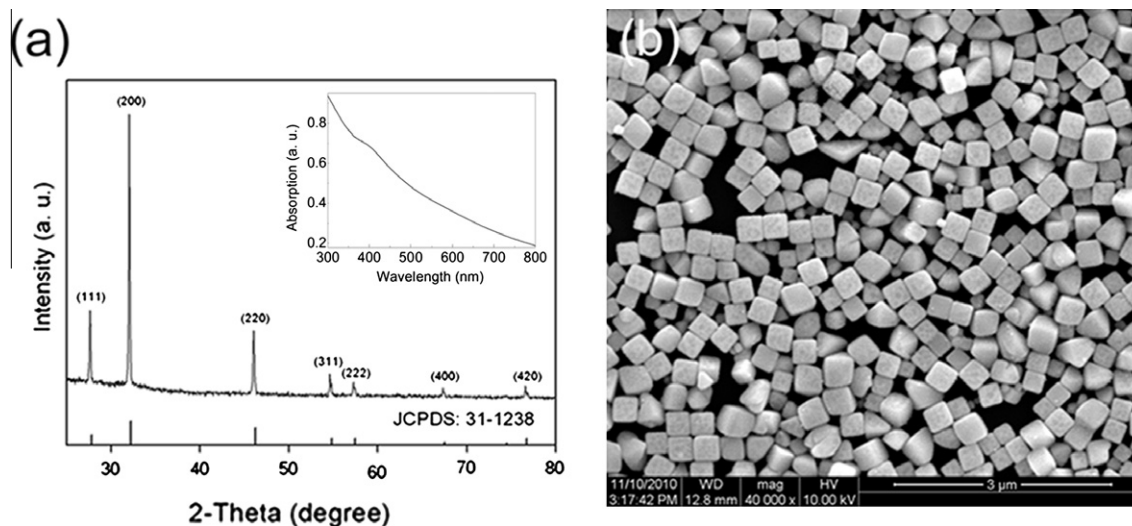 (a)
(200)
(111)
(220)
(311)
(222)
(400)
(420)
JCPDS: 31-1238
Intensity (a. u.)
30
40
50
60
70
80
2-Theta (degree)
Absorption (a. u.)
0.8
0.6
0.4
0.2
300
400
500
600
700
800
Wavelength (nm)
(b)
11/10/2010 WD mag HV
3:17:42 PM 12.8 mm 40 000 x 10.00 kV
3 µm